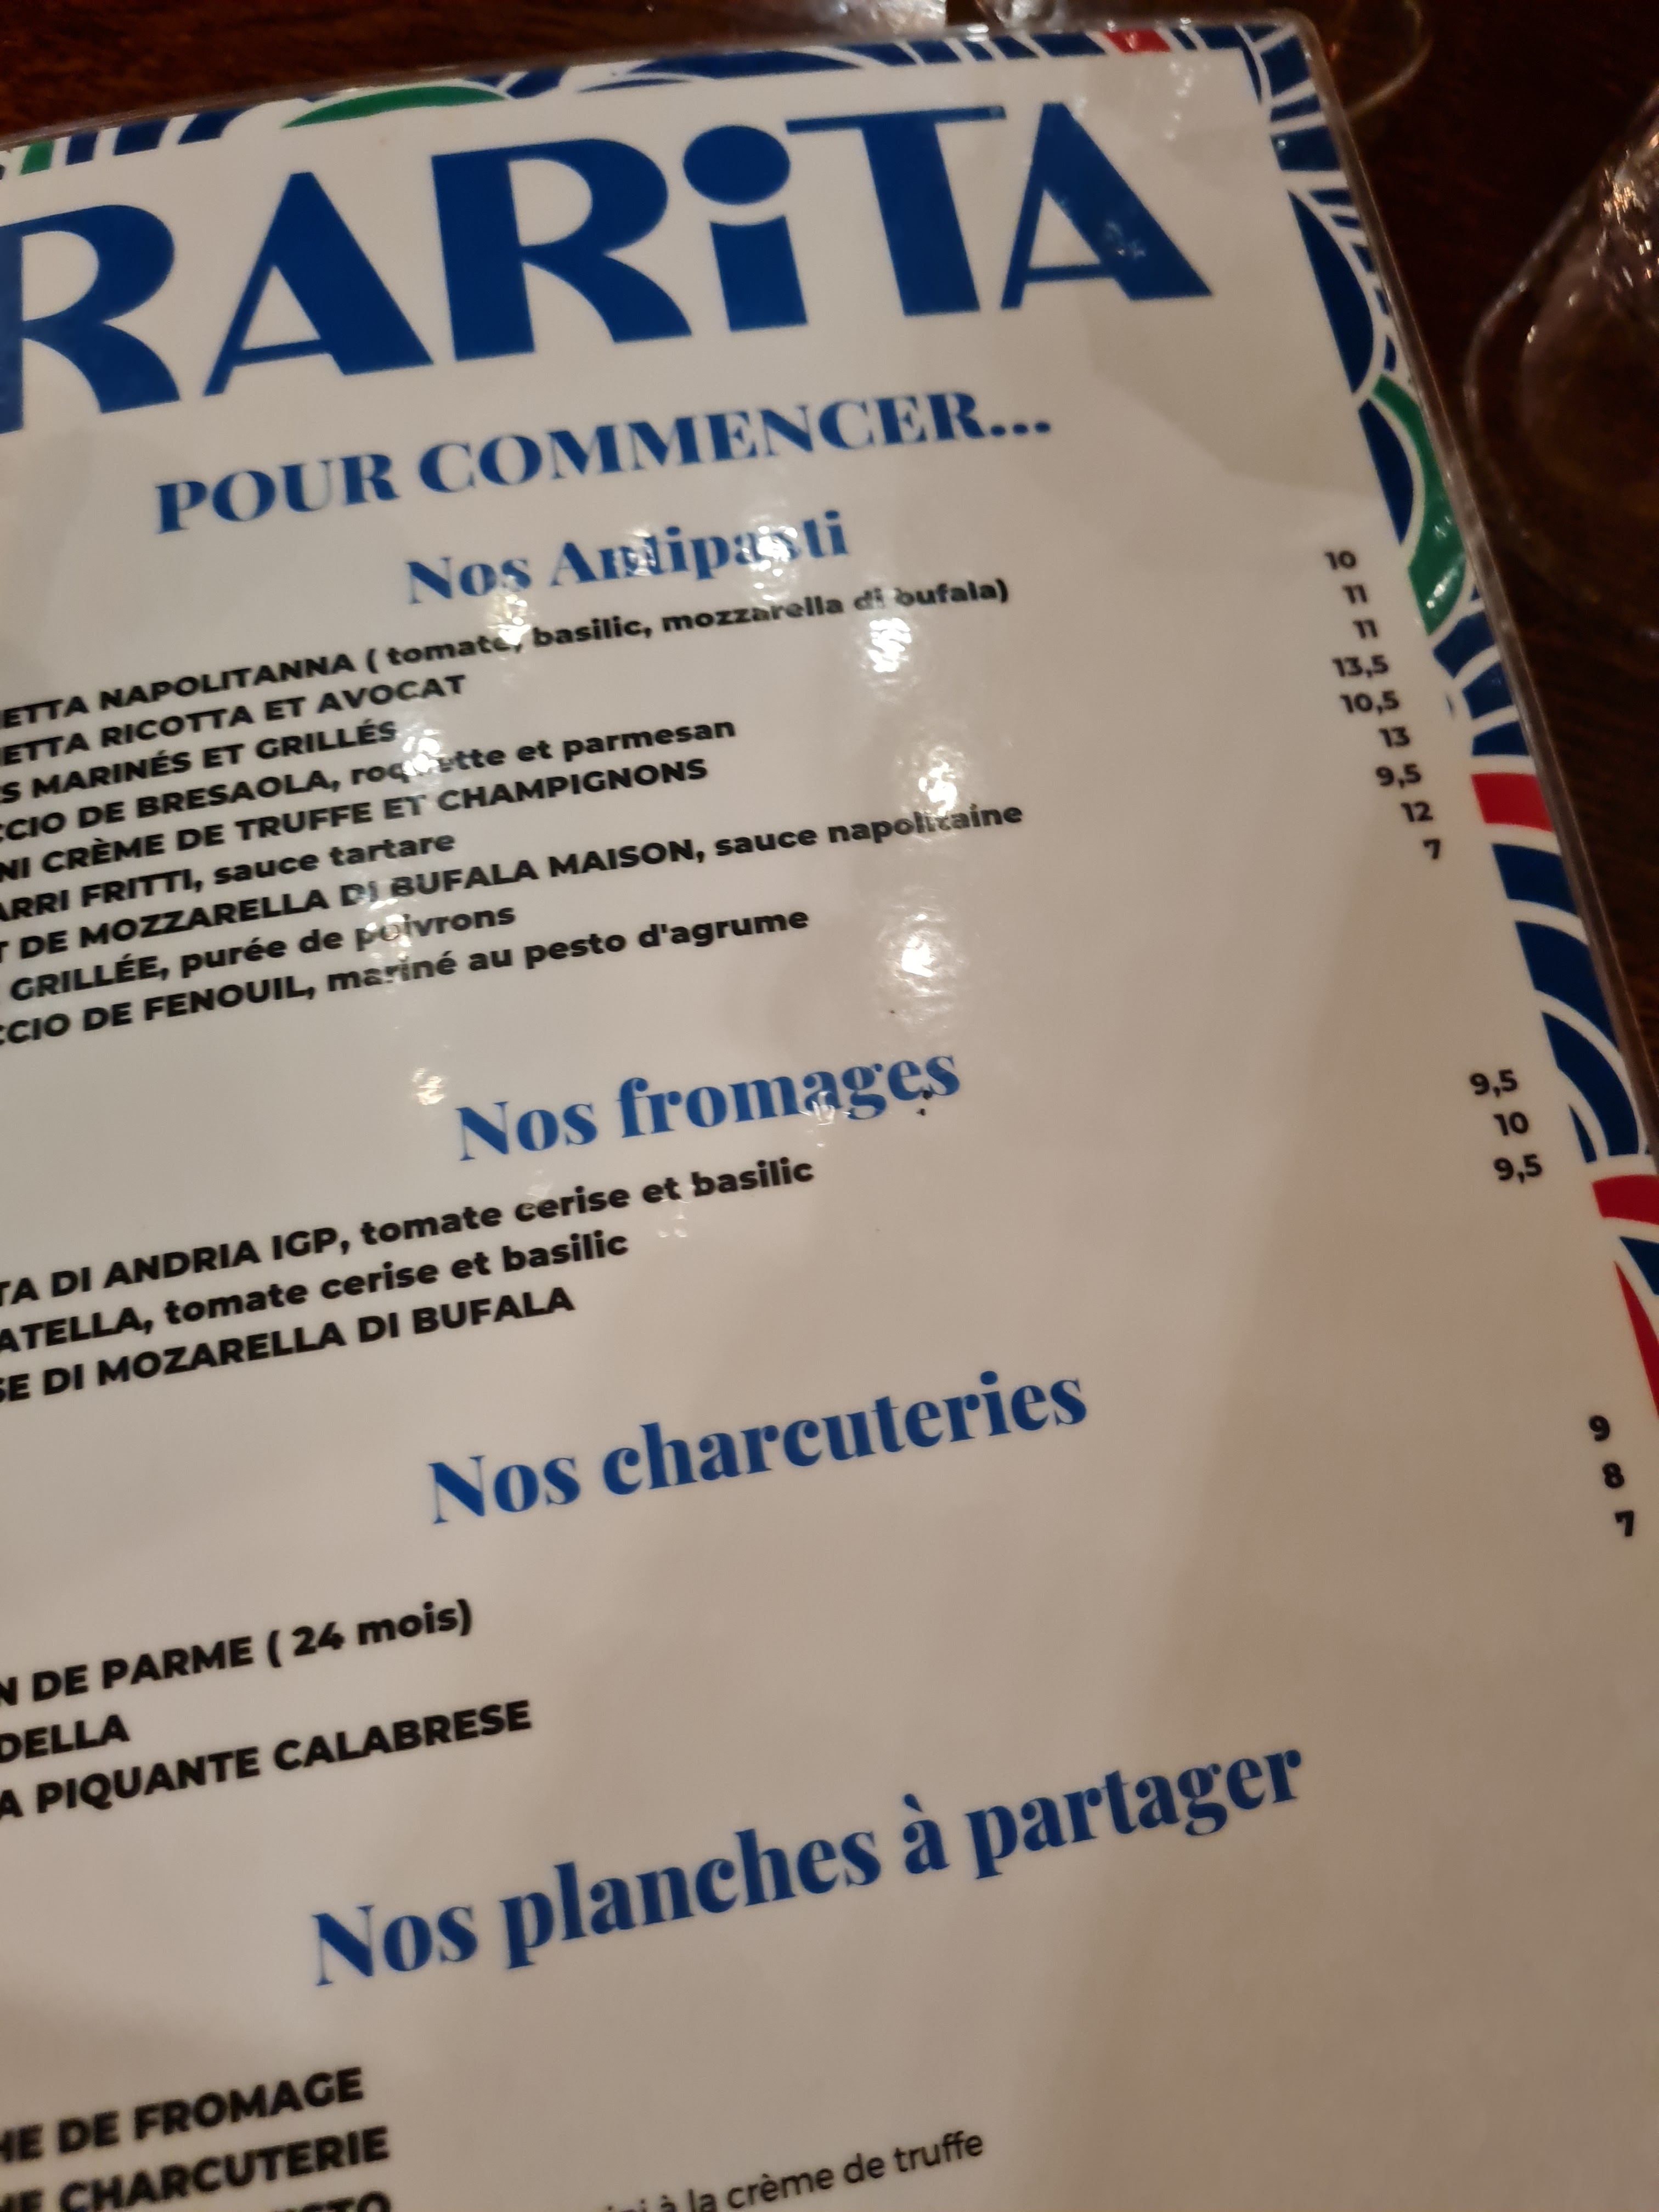 RARiTA
POUR COMMENCER...
Nos Antipasti
ETTA NAPOLITANNA ( tomate, basilic, mozzarella di bufala) 10
ETTA RICOTTA ET AVOCAT 11
S MARINÉS ET GRILLÉS 11
CCIO DE BRESAOLA, roquette et parmesan 13,5
NI CRÈME DE TRUFFE ET CHAMPIGNONS 10,5
ARRI FRITTI, sauce tartare 13
T DE MOZZARELLA DI BUFALA MAISON, sauce napolitaine 9,5
GRILLÉE, purée de poivrons 12
CCIO DE FENOUIL, mariné au pesto d'agrume 7
Nos fromages
TA DI ANDRIA IGP, tomate cerise et basilic 9,5
ATELLA, tomate cerise et basilic 10
SE DI MOZARELLA DI BUFALA 9,5
Nos charcuteries
N DE PARME ( 24 mois) 9
DELLA 8
A PIQUANTE CALABRESE 7
Nos planches à partager
HE DE FROMAGE
HE CHARCUTERIE
à la crème de truffe